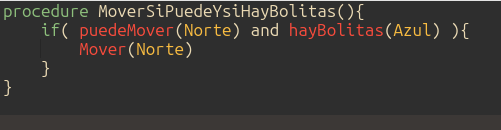 procedure MoverSiPuedeYsiHayBolitas(){
    if( puedeMover(Norte) and hayBolitas(Azul) ){
        Mover(Norte)
    }
}